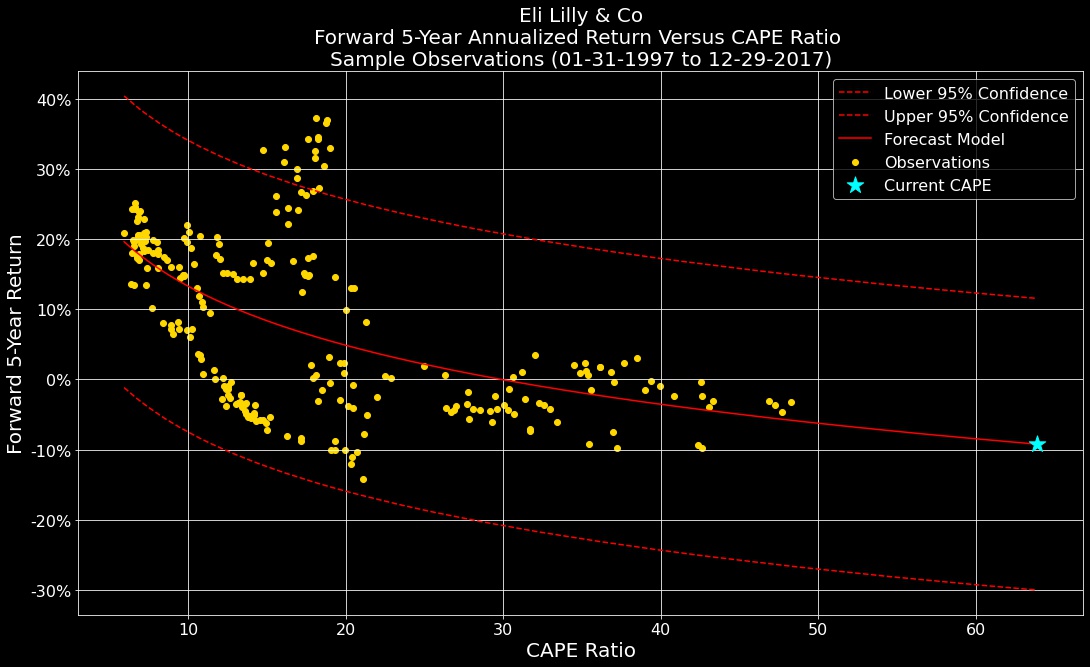 Eli Lilly & Co
Forward 5-Year Annualized Return Versus CAPE Ratio
Sample Observations (01-31-1997 to 12-29-2017)
Lower 95% Confidence
Upper 95% Confidence
Forecast Model
Observations
Current CAPE
Forward 5-Year Return
40%
30%
20%
10%
0%
-10%
-20%
-30%
10 20 30 40 50 60
CAPE Ratio